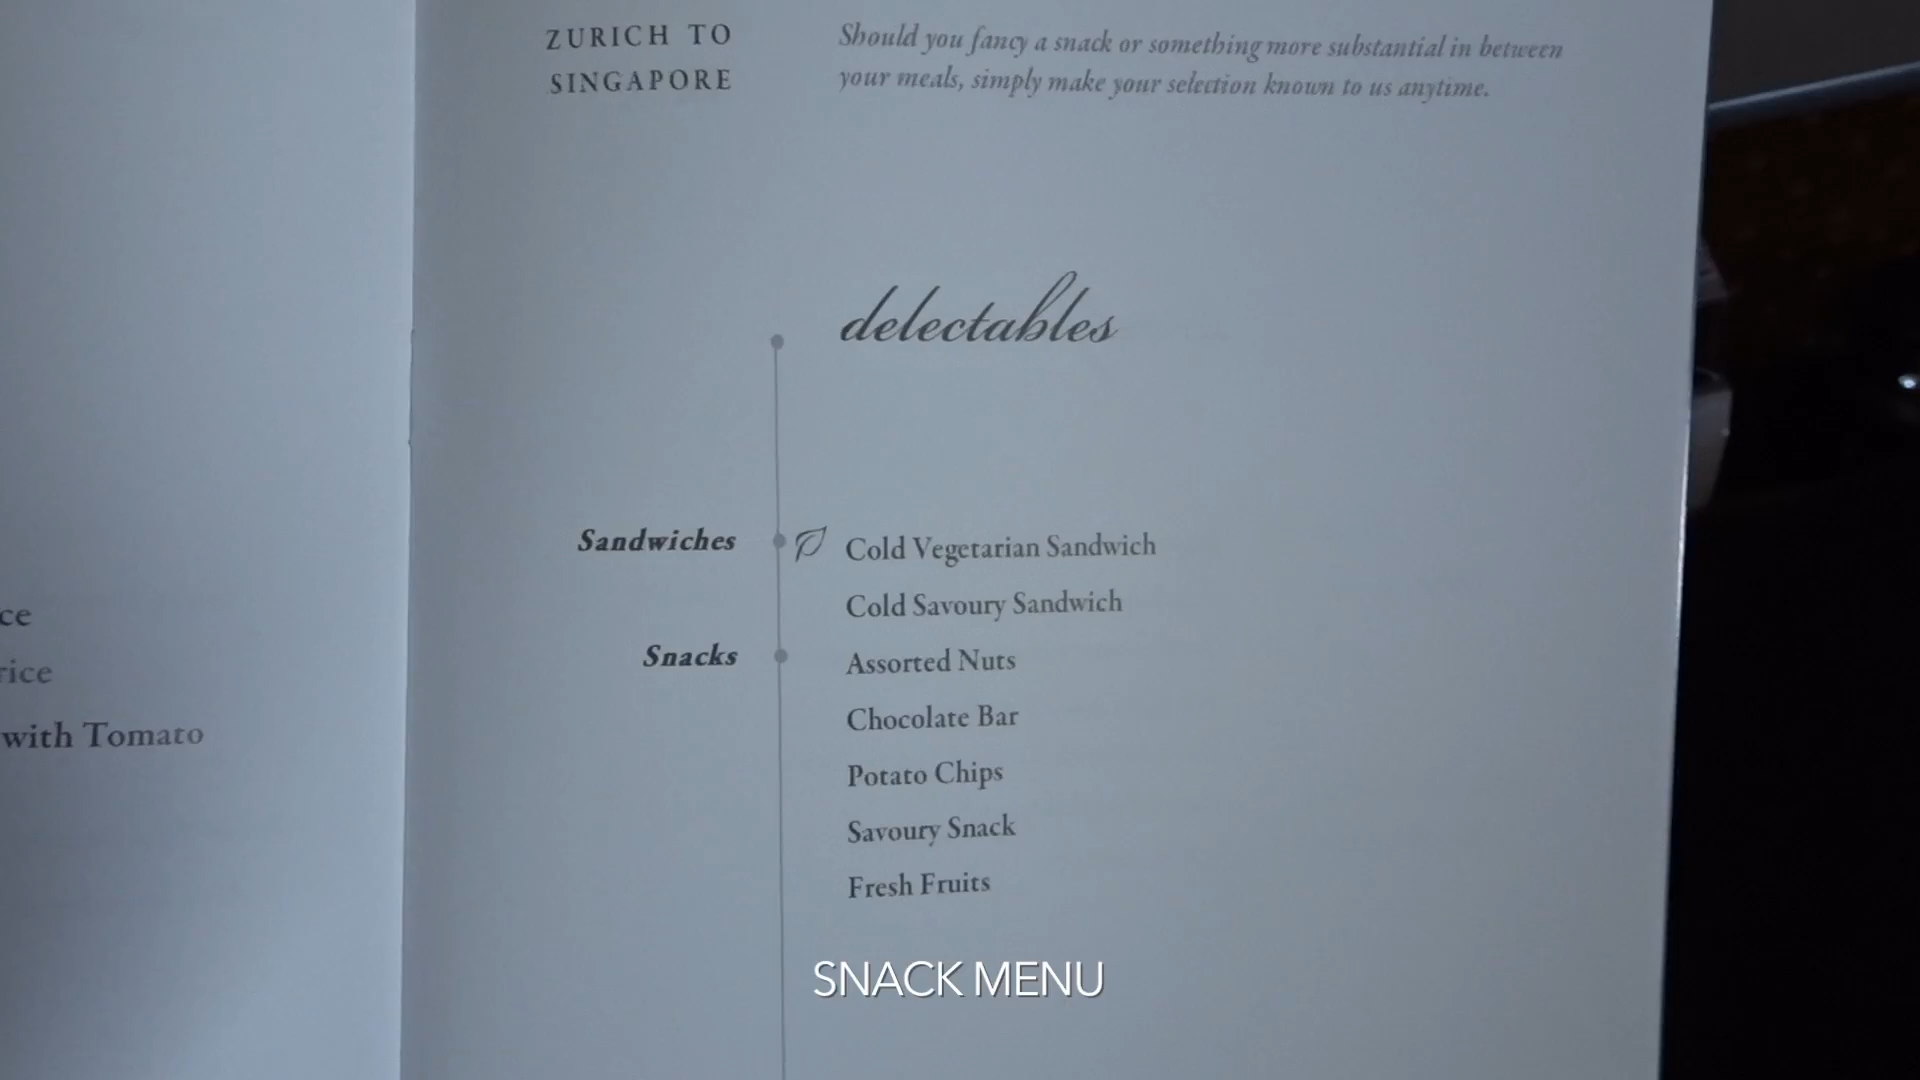 ZURICH TO
SINGAPORE
Should you fancy a snack or something more substantial in between
your meals, simply make your selection known to us anytime.
delectables
Sandwiches
Cold Vegetarian Sandwich
Cold Savoury Sandwich
Snacks
Assorted Nuts
Chocolate Bar
Potato Chips
Savoury Snack
Fresh Fruits
ce
rice
with Tomato
SNACK MENU